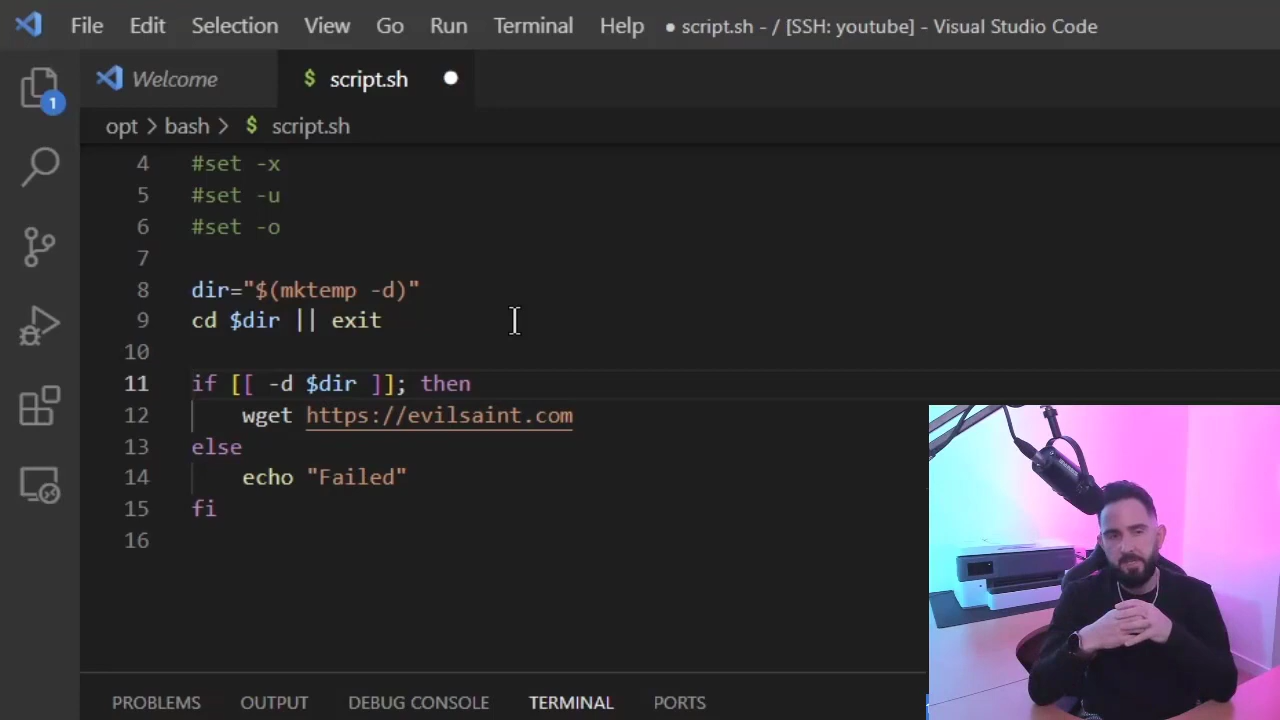 File Edit Selection View Go Run Terminal Help ● script.sh - / [SSH: youtube] - Visual Studio Code
Welcome $ script.sh ●
1
opt > bash > $ script.sh
4 #set -x
5 #set -u
6 #set -o
7
8 dir="$(mktemp -d)"
9 cd $dir || exit
10
11 if [[ -d $dir ]]; then
12 wget https://evilsaint.com
13 else
14 echo "Failed"
15 fi
16
PROBLEMS OUTPUT DEBUG CONSOLE TERMINAL PORTS